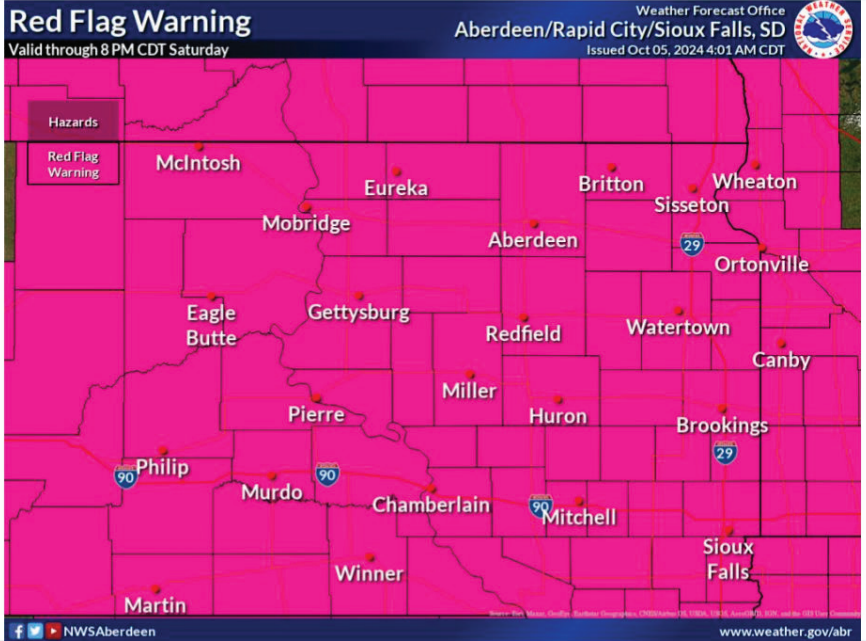 Red Flag Warning
Valid through 8 PM CDT Saturday
Weather Forecast Office
Aberdeen/Rapid City/Sioux Falls, SD
Issued Oct 05, 2024 4:01 AM CDT
NATIONAL WEATHER SERVICE
Hazards
Red Flag
Warning
McIntosh
Eureka
Britton
Wheaton
Sisseton
Mobridge
Aberdeen
29
Ortonville
Eagle
Butte
Gettysburg
Redfield
Watertown
Canby
Miller
Pierre
Huron
Brookings
29
Philip
90
90
Murdo
Chamberlain
90
Mitchell
Sioux
Falls
Winner
Martin
NWSAberdeen
www.weather.gov/abr